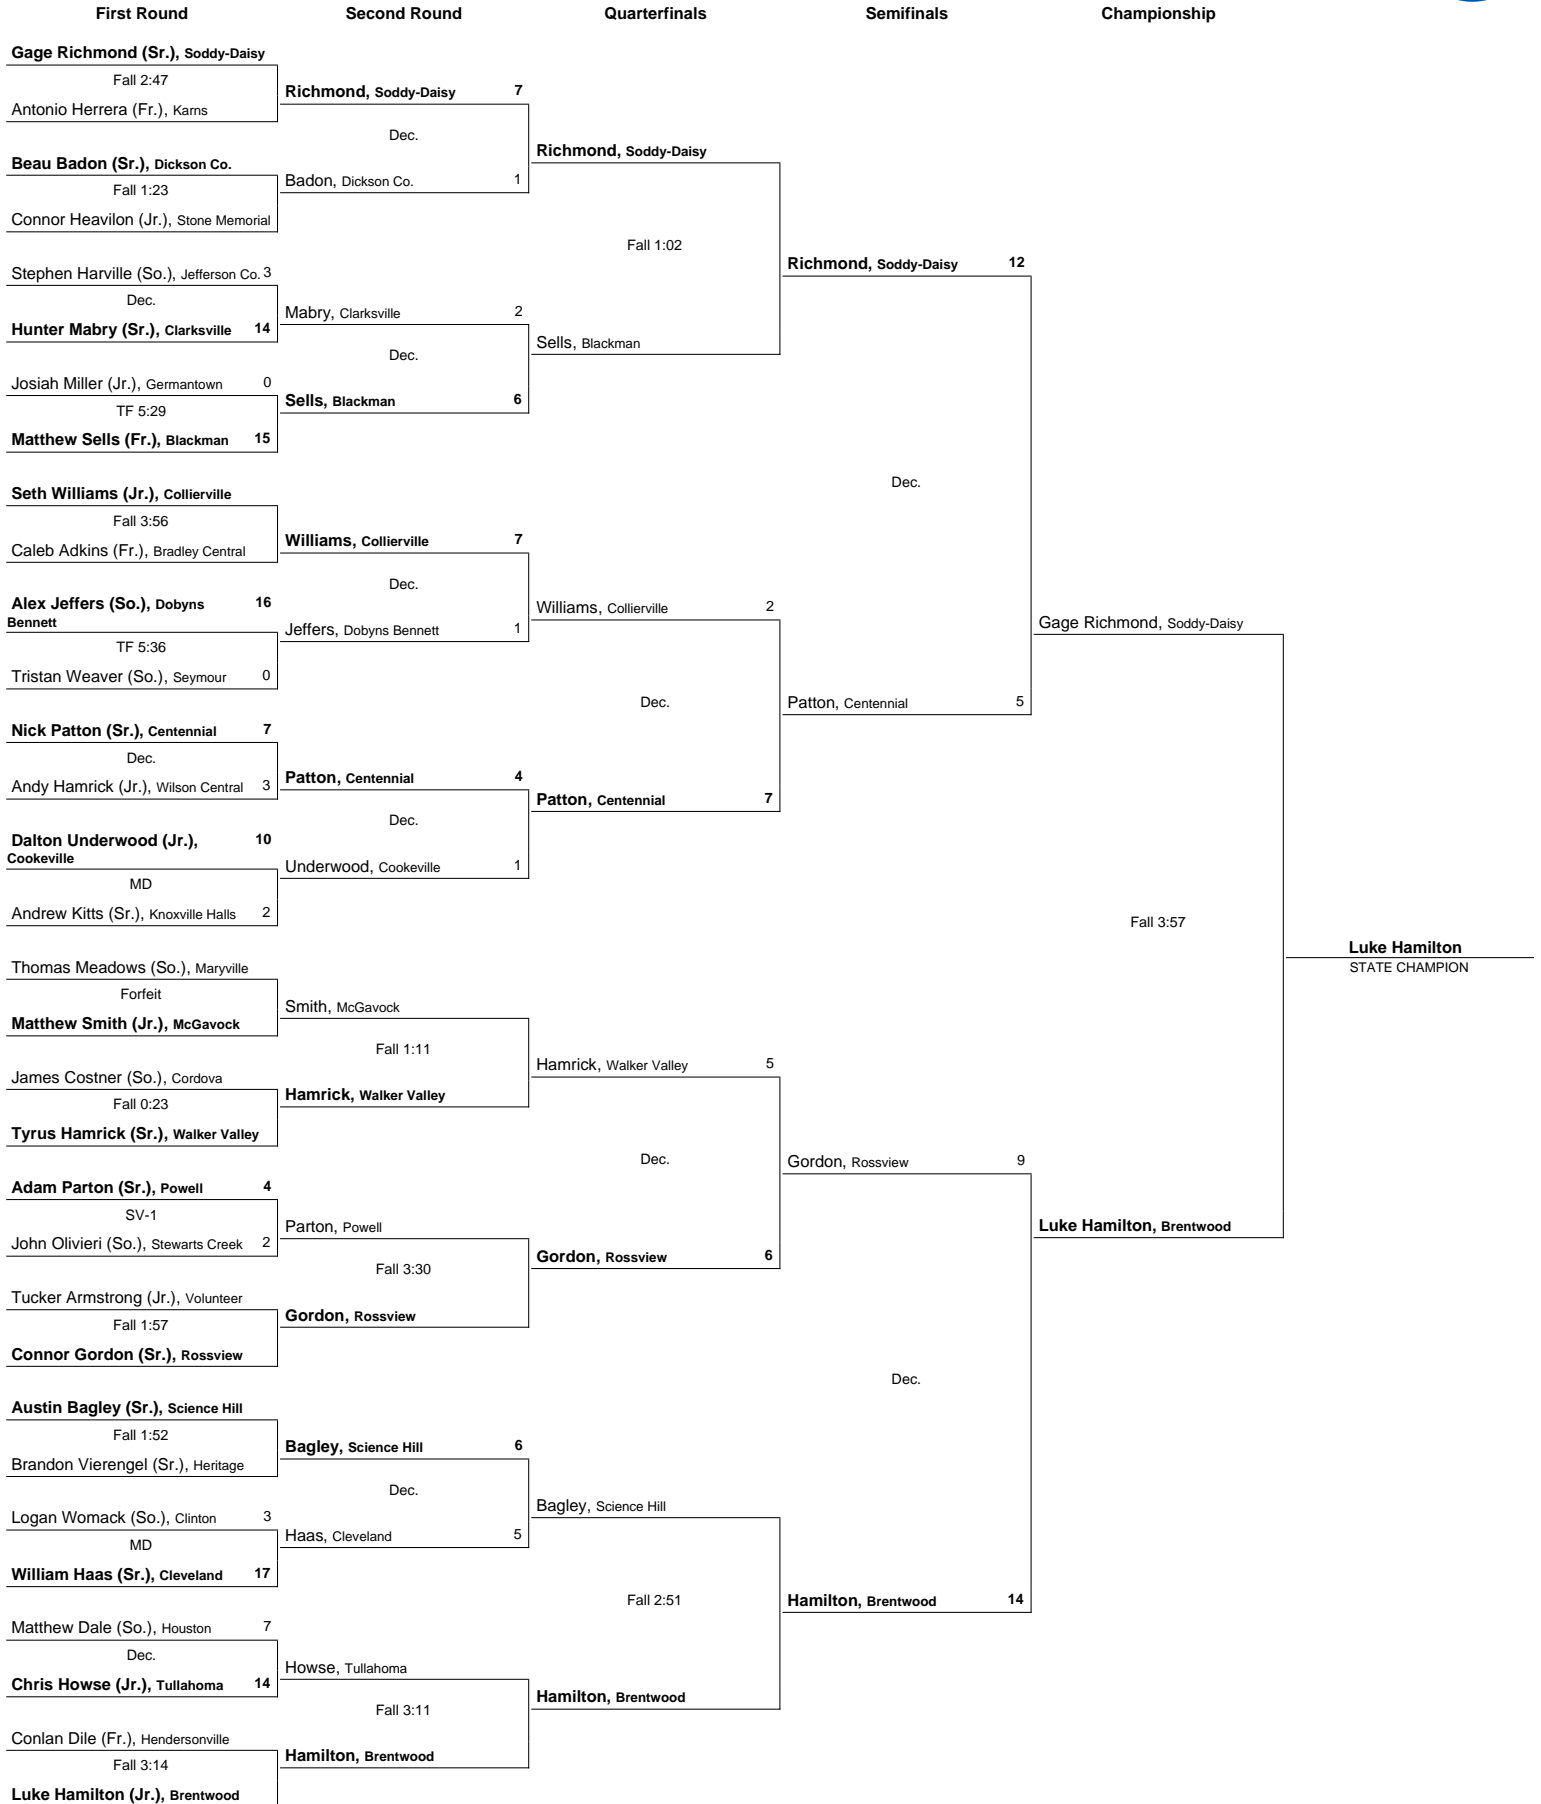 First Round
Second Round
Quarterfinals
Semifinals
Championship
Gage Richmond (Sr.), Soddy-Daisy
Fall 2:47
Antonio Herrera (Fr.), Karns
Beau Badon (Sr.), Dickson Co.
Fall 1:23
Connor Heavilon (Jr.), Stone Memorial
Stephen Harville (So.), Jefferson Co. 3
Dec.
Hunter Mabry (Sr.), Clarksville 14
Josiah Miller (Jr.), Germantown 0
TF 5:29
Matthew Sells (Fr.), Blackman 15
Seth Williams (Jr.), Collierville
Fall 3:56
Caleb Adkins (Fr.), Bradley Central
Alex Jeffers (So.), Dobyns 16
Bennett
TF 5:36
Tristan Weaver (So.), Seymour 0
Nick Patton (Sr.), Centennial 7
Dec.
Andy Hamrick (Jr.), Wilson Central 3
Dalton Underwood (Jr.), 10
Cookeville
MD
Andrew Kitts (Sr.), Knoxville Halls 2
Thomas Meadows (So.), Maryville
Forfeit
Matthew Smith (Jr.), McGavock
James Costner (So.), Cordova
Fall 0:23
Tyrus Hamrick (Sr.), Walker Valley
Adam Parton (Sr.), Powell 4
SV-1
John Olivieri (So.), Stewarts Creek 2
Tucker Armstrong (Jr.), Volunteer
Fall 1:57
Connor Gordon (Sr.), Rossview
Austin Bagley (Sr.), Science Hill
Fall 1:52
Brandon Vierengel (Sr.), Heritage
Logan Womack (So.), Clinton 3
MD
William Haas (Sr.), Cleveland 17
Matthew Dale (So.), Houston 7
Dec.
Chris Howse (Jr.), Tullahoma 14
Conlan Dile (Fr.), Hendersonville
Fall 3:14
Luke Hamilton (Jr.), Brentwood
Richmond, Soddy-Daisy 7
Dec.
Badon, Dickson Co. 1
Mabry, Clarksville 2
Dec.
Sells, Blackman 6
Williams, Collierville 7
Dec.
Jeffers, Dobyns Bennett 1
Patton, Centennial 4
Dec.
Underwood, Cookeville 1
Smith, McGavock
Fall 1:11
Hamrick, Walker Valley
Parton, Powell
Fall 3:30
Gordon, Rossview
Bagley, Science Hill 6
Dec.
Haas, Cleveland 5
Howse, Tullahoma
Fall 3:11
Hamilton, Brentwood
Richmond, Soddy-Daisy
Fall 1:02
Sells, Blackman
Williams, Collierville 2
Dec.
Patton, Centennial 7
Hamrick, Walker Valley 5
Dec.
Gordon, Rossview 6
Bagley, Science Hill
Fall 2:51
Hamilton, Brentwood
Richmond, Soddy-Daisy 12
Dec.
Patton, Centennial 5
Gordon, Rossview 9
Dec.
Hamilton, Brentwood 14
Gage Richmond, Soddy-Daisy
Fall 3:57
Luke Hamilton, Brentwood
Luke Hamilton
STATE CHAMPION